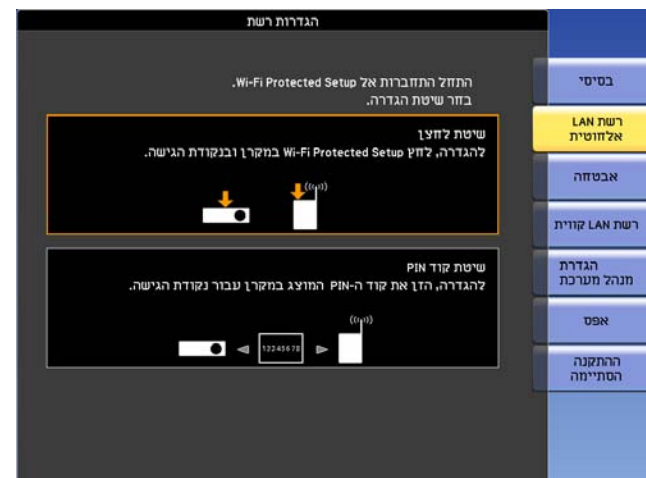 הגדרות רשת
התחל התחברות אל Wi-Fi Protected Setup.
בחר שיטת הגדרה.
שיטת לחצן
להגדרה, לחץ Wi-Fi Protected Setup במקרן ובנקודת הגישה.
שיטת קוד PIN
להגדרה, הזן את קוד ה-PIN המוצג במקרן עבור נקודת הגישה.
12245678
בסיסי
רשת LAN
אלחוטית
אבטחה
רשת LAN קווית
הגדרת
מנהל מערכת
אפס
ההתקנה
הסתיימה